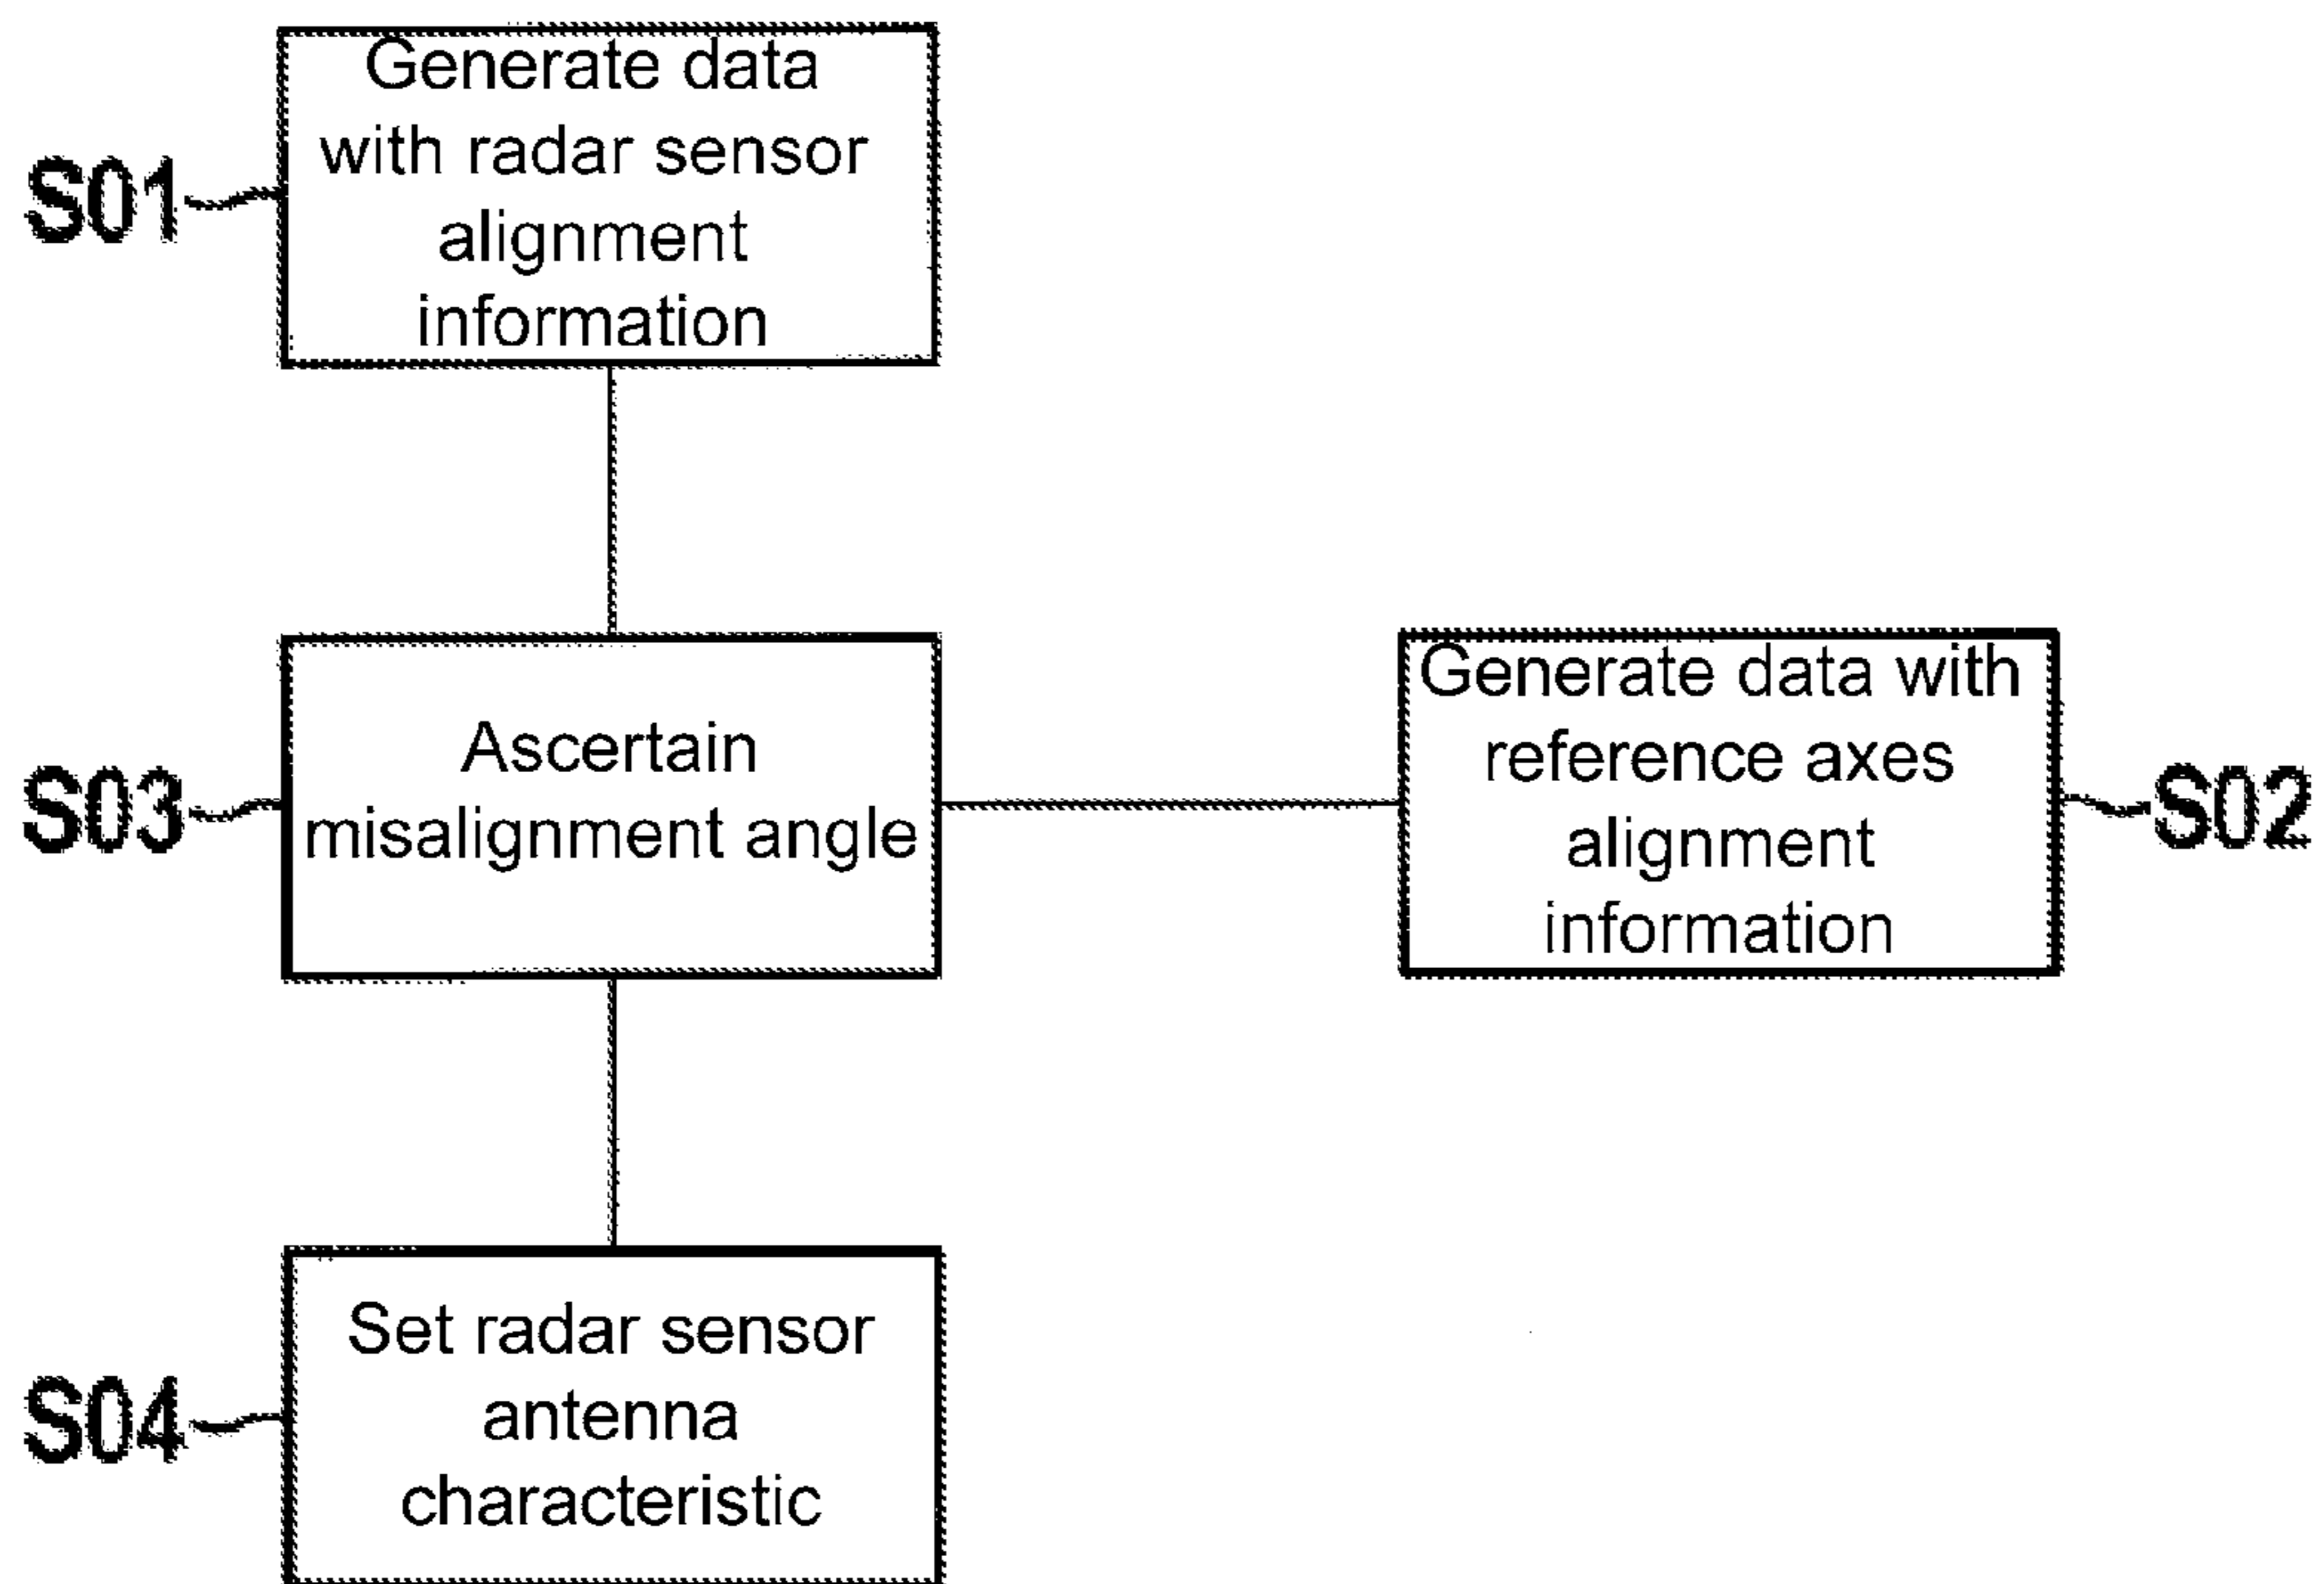 Generate data
with radar sensor
alignment
information
S01
Ascertain
misalignment angle
S03
Generate data with
reference axes
alignment
information
S02
Set radar sensor
antenna
characteristic
S04